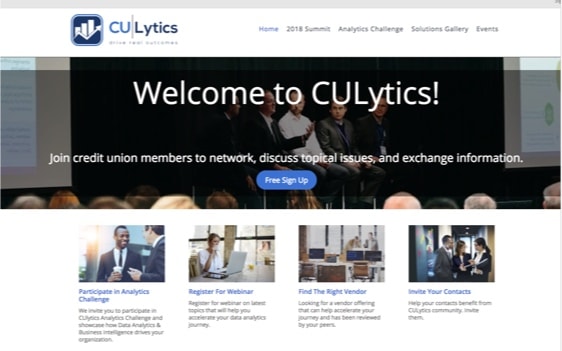 CULytics
drive real outcomes
Home 2018 Summit Analytics Challenge Solutions Gallery Events
Welcome to CULytics!
Join credit union members to network, discuss topical issues, and exchange information.
Free Sign Up
Participate in Analytics
Challenge
We invite you to participate in
CULytics Analytics Challenge and
showcase how Data Analytics &
Business Intelligence drives your
organization.
Register For Webinar
Register for webinar on latest
topics that will help you
accelerate your data analytics
journey.
Find The Right Vendor
Looking for a vendor offering
that can help accelerate your
journey and has been reviewed
by your peers.
Invite Your Contacts
Help your contacts benefit from
CULytics community. Invite
them.